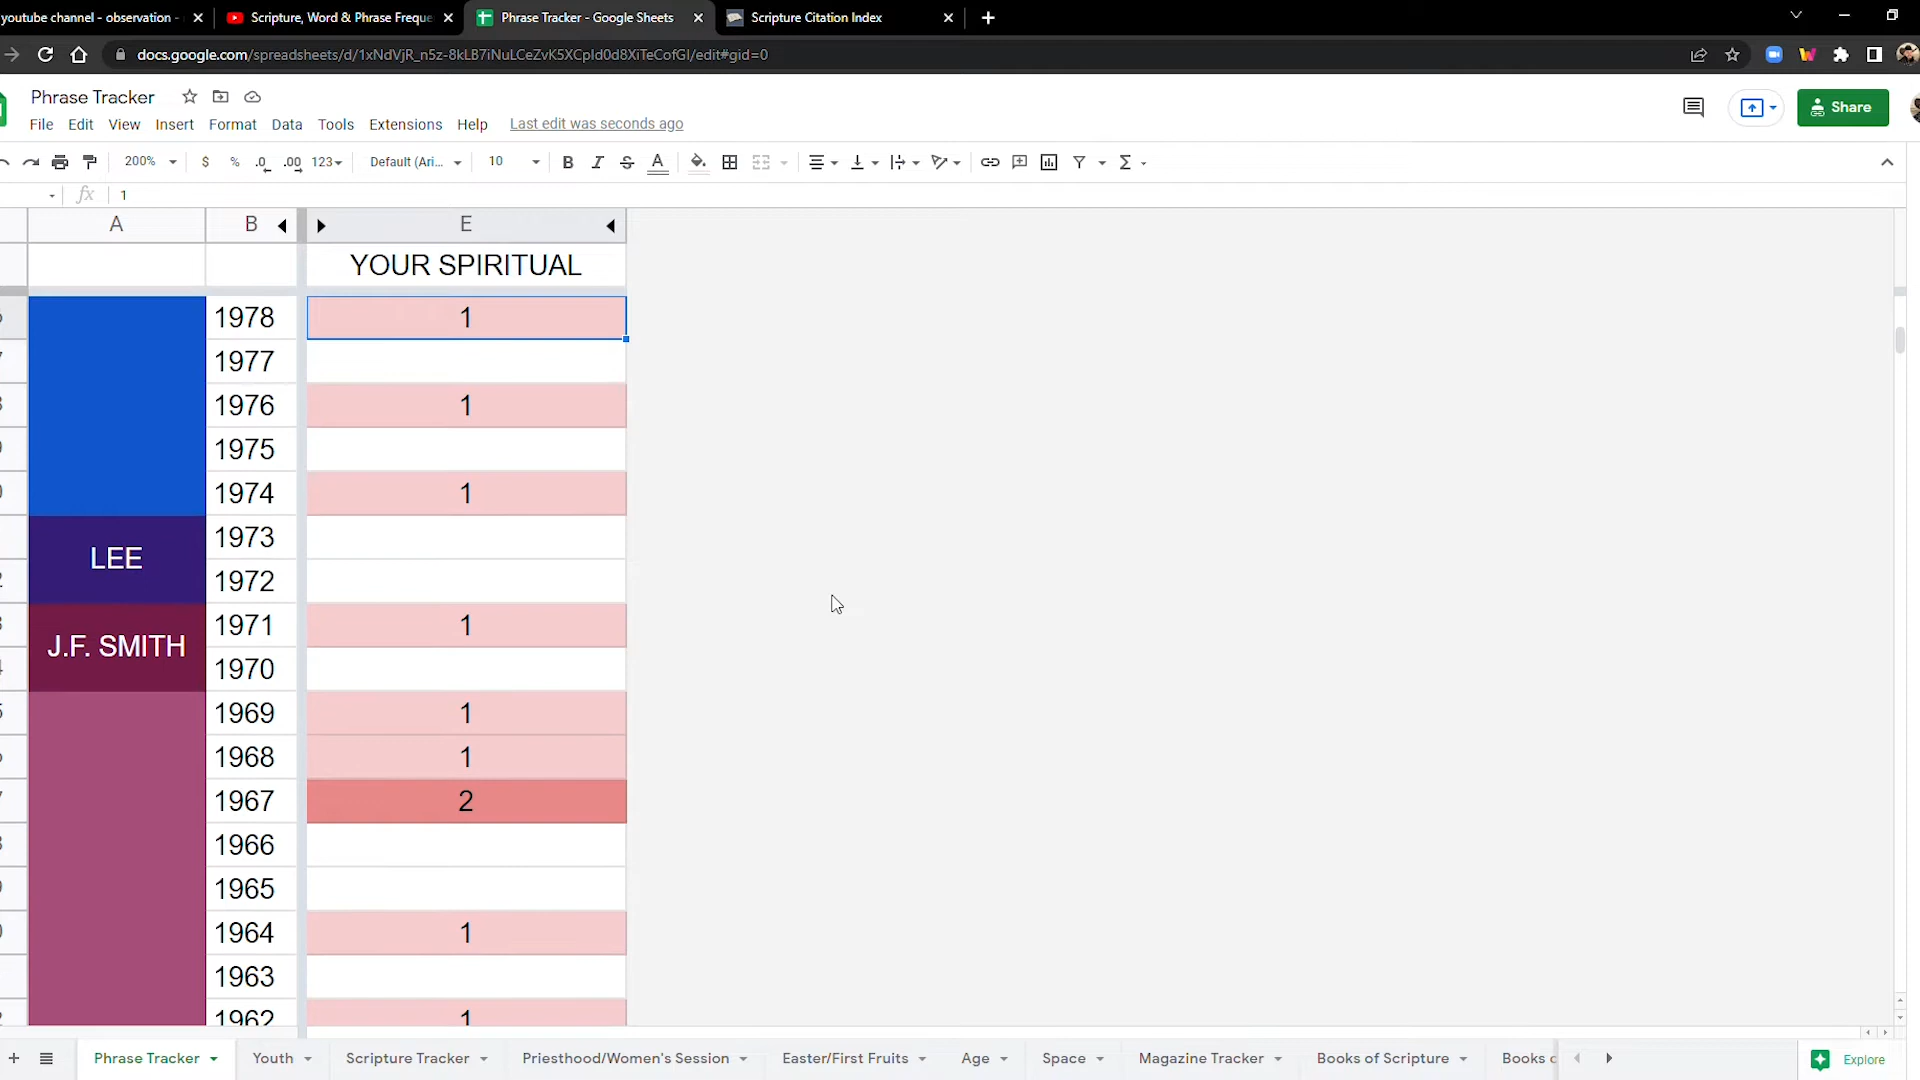 youtube channel - observation -
Scripture, Word & Phrase Freque
Phrase Tracker - Google Sheets
Scripture Citation Index
docs.google.com/spreadsheets/d/1xNdVjR_n5z-8kLB7iNuLCeZvK5XCpId0d8XiTeCofGI/edit#gid=0
Phrase Tracker
Share
File Edit View Insert Format Data Tools Extensions Help Last edit was seconds ago
200% $ % .0 .00 123 Default (Ari... 10 B I S A Σ
fx 1
A B E
YOUR SPIRITUAL
1978 1
1977
1976 1
1975
1974 1
1973
LEE
1972
1971 1
J.F. SMITH
1970
1969 1
1968 1
1967 2
1966
1965
1964 1
1963
1962 1
Phrase Tracker Youth Scripture Tracker Priesthood/Women's Session Easter/First Fruits Age Space Magazine Tracker Books of Scripture Books Explore